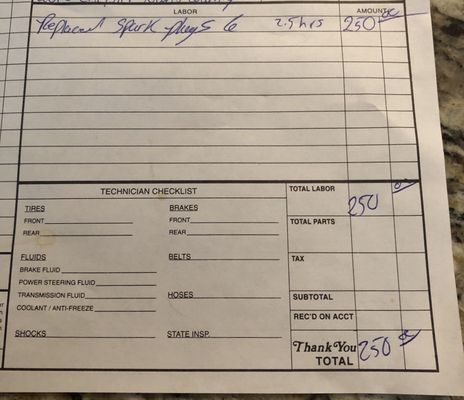 LABOR AMOUNT
Replaced Spark plugs 6 2.5 hrs 250 00
TECHNICIAN CHECKLIST
TOTAL LABOR 250 00
TIRES BRAKES
FRONT FRONT
REAR REAR
TOTAL PARTS
FLUIDS BELTS
TAX
BRAKE FLUID
POWER STEERING FLUID
TRANSMISSION FLUID HOSES
SUBTOTAL
COOLANT / ANTI-FREEZE
REC'D ON ACCT
SHOCKS STATE INSP.
Thank You
TOTAL 250 00